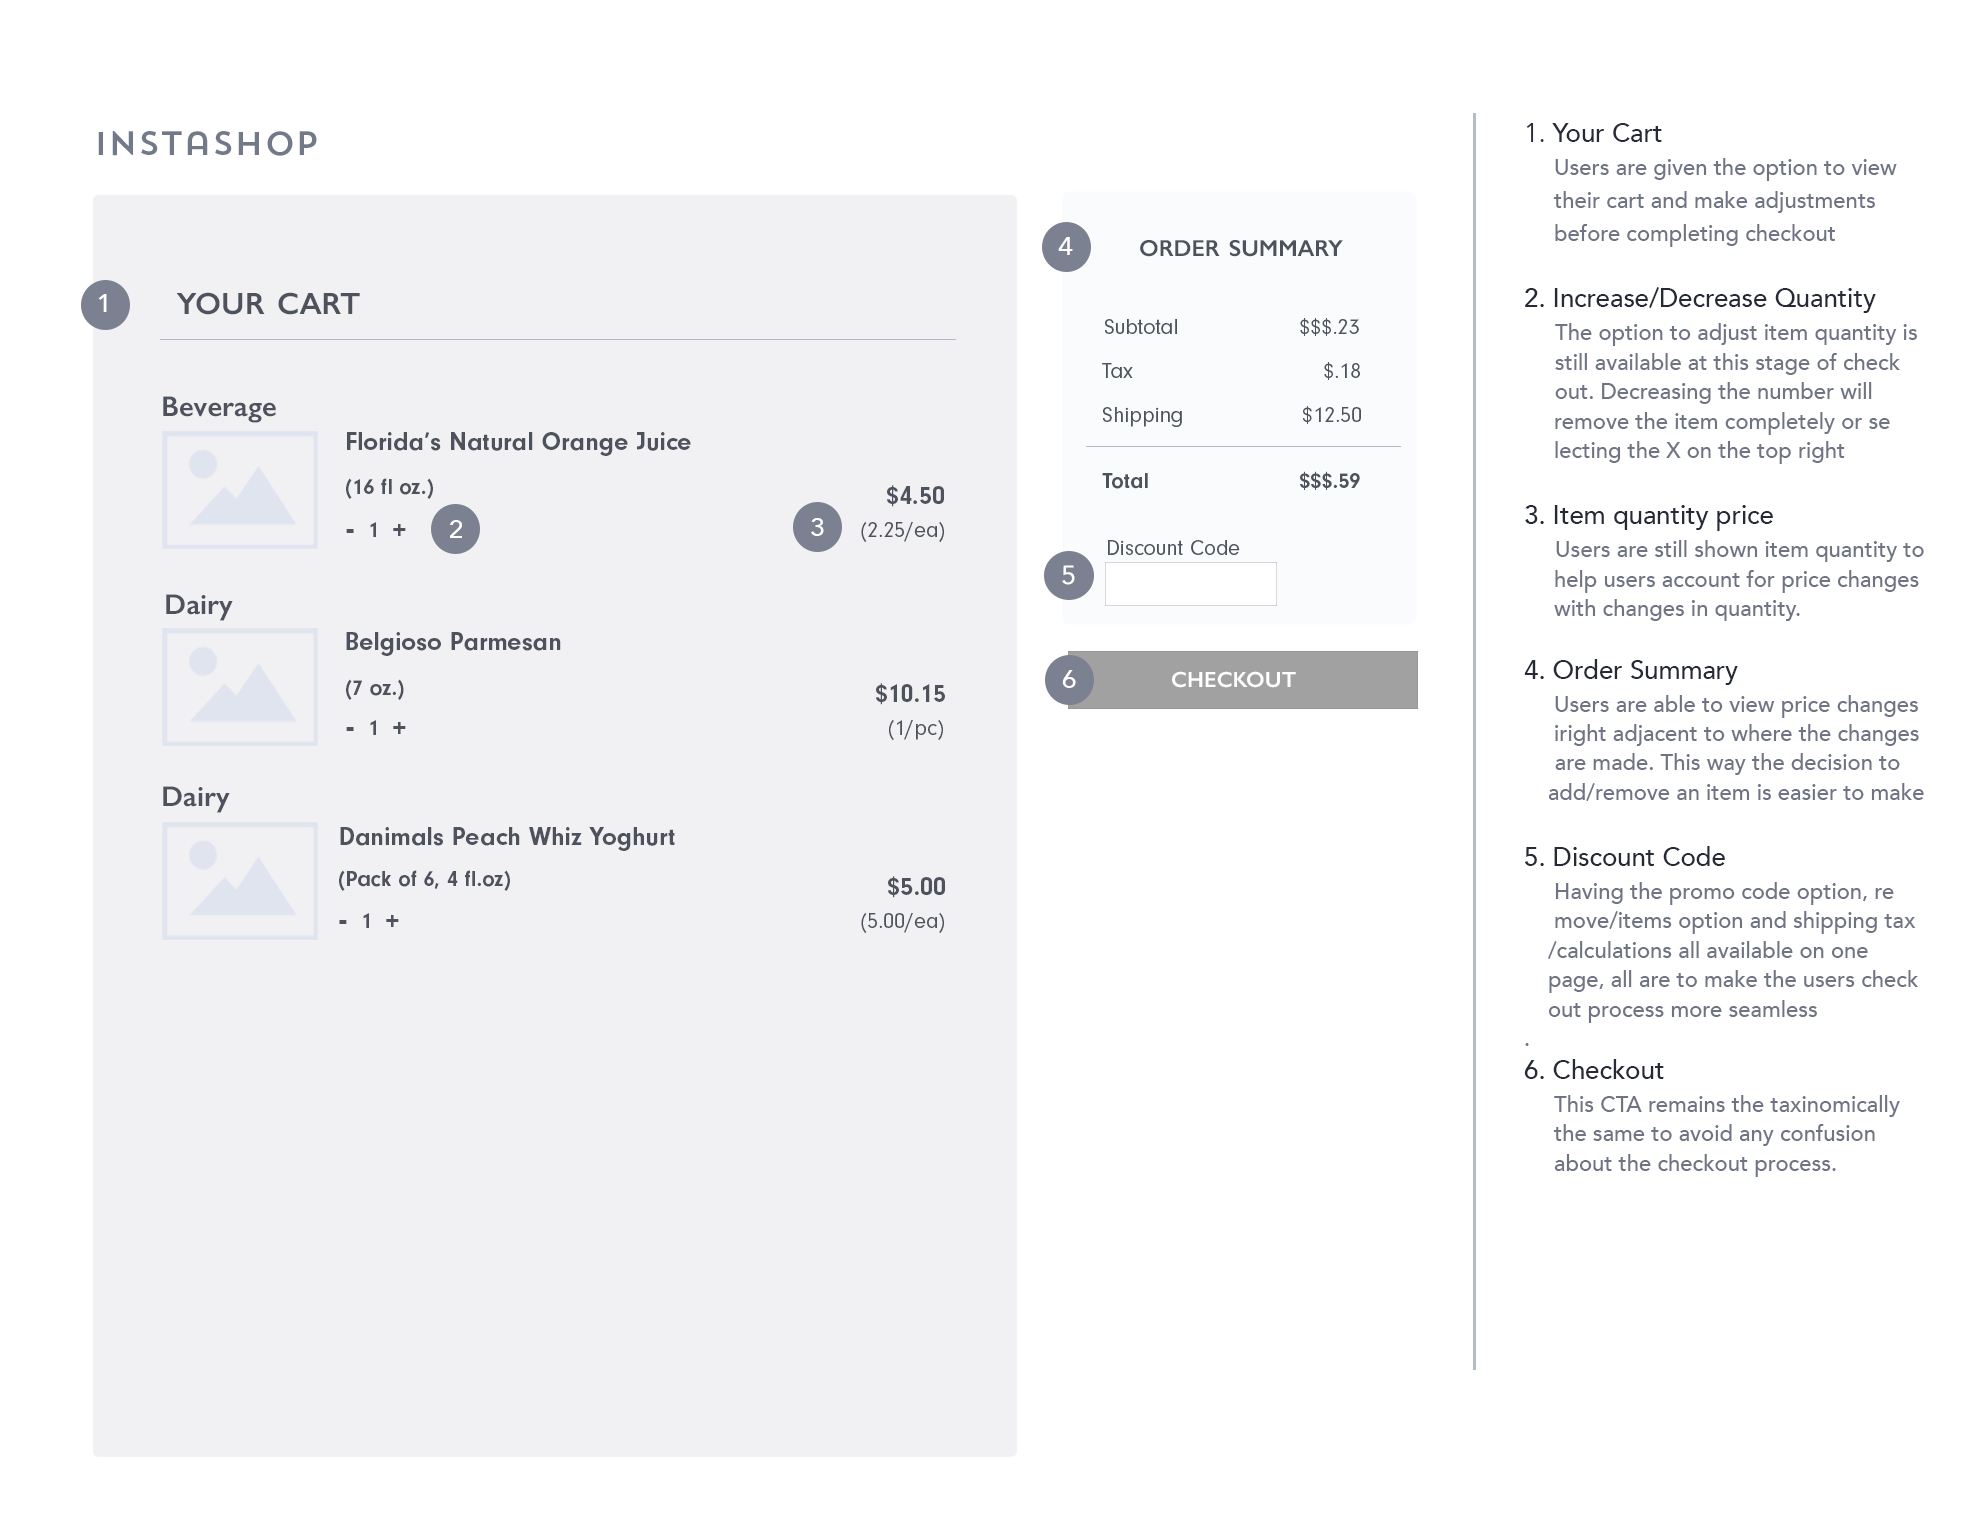 INSTASHOP
1
YOUR CART
Beverage
Florida's Natural Orange Juice
(16 fl oz.)
- 1 +
2
3
$4.50
(2.25/ea)
Dairy
Belgioso Parmesan
(7 oz.)
- 1 +
$10.15
(1/pc)
Dairy
Danimals Peach Whiz Yoghurt
(Pack of 6, 4 fl.oz)
- 1 +
$5.00
(5.00/ea)
4
ORDER SUMMARY
Subtotal $$$.23
Tax $.18
Shipping $12.50
Total $$$.59
Discount Code
5
6
CHECKOUT
1. Your Cart
Users are given the option to view
their cart and make adjustments
before completing checkout
2. Increase/Decrease Quantity
The option to adjust item quantity is
still available at this stage of check
out. Decreasing the number will
remove the item completely or se
lecting the X on the top right
3. Item quantity price
Users are still shown item quantity to
help users account for price changes
with changes in quantity.
4. Order Summary
Users are able to view price changes
iright adjacent to where the changes
are made. This way the decision to
add/remove an item is easier to make
5. Discount Code
Having the promo code option, re
move/items option and shipping tax
/calculations all available on one
page, all are to make the users check
out process more seamless
.
6. Checkout
This CTA remains the taxinomically
the same to avoid any confusion
about the checkout process.